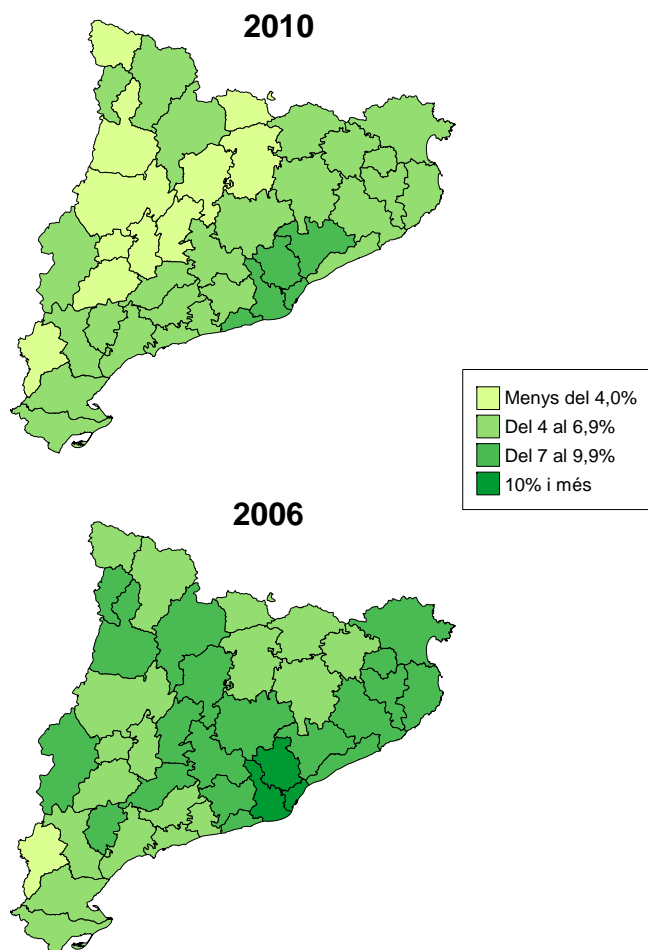 2010
Menys del 4,0%
Del 4 al 6,9%
Del 7 al 9,9%
10% i més
2006